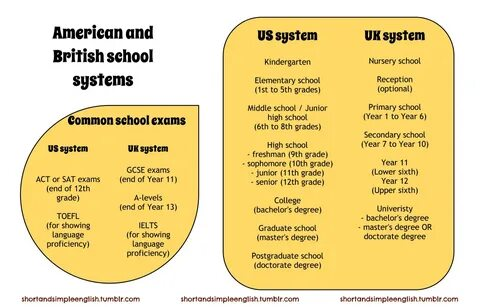 American and
British school
systems
Common school exams
US system
UK system
ACT or SAT exams
(end of 12th
grade)
TOEFL
(for showing
language
proficiency)
GCSE exams
(end of Year 11)
A-levels
(end of Year 13)
IELTS
(for showing
language
proficiency)
US system
UK system
Kindergarten
Elementary school
(1st to 5th grades)
Middle school / Junior
high school
(6th to 8th grades)
High school
- freshman (9th grade)
- sophomore (10th grade)
- junior (11th grade)
- senior (12th grade)
College
(bachelor's degree)
Graduate school
(master's degree)
Postgraduate school
(doctorate degree)
Nursery school
Reception
(optional)
Primary school
(Year 1 to Year 6)
Secondary school
(Year 7 to Year 10)
Year 11
(Lower sixth)
Year 12
(Upper sixth)
Univeristy
- bachelor's degree
- master's degree OR
doctorate degree
shortandsimpleenglish.tumblr.com
shortandsimpleenglish.tumblr.com
shortandsimpleenglish.tumblr.com